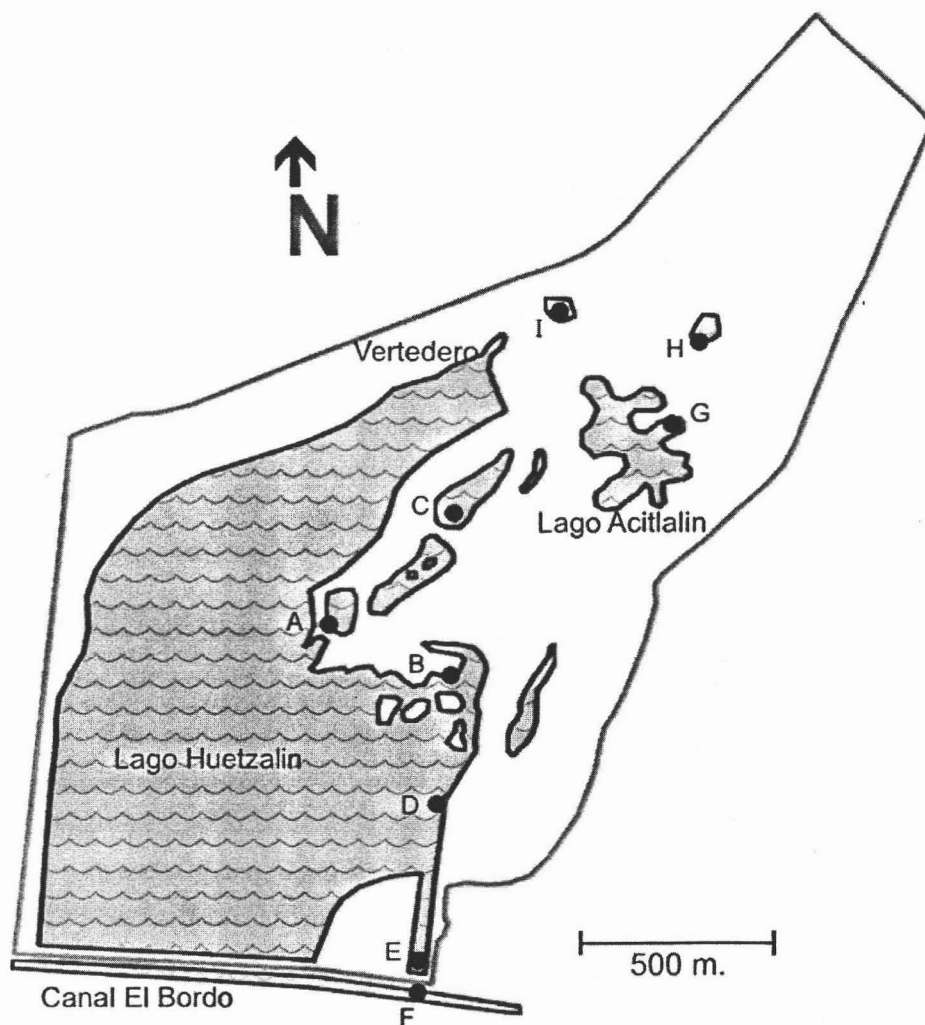 N
I
Vertedero
H
G
C
Lago Acitlalin
A
B
Lago Huetzalin
D
E
500 m.
Canal El Bordo
F